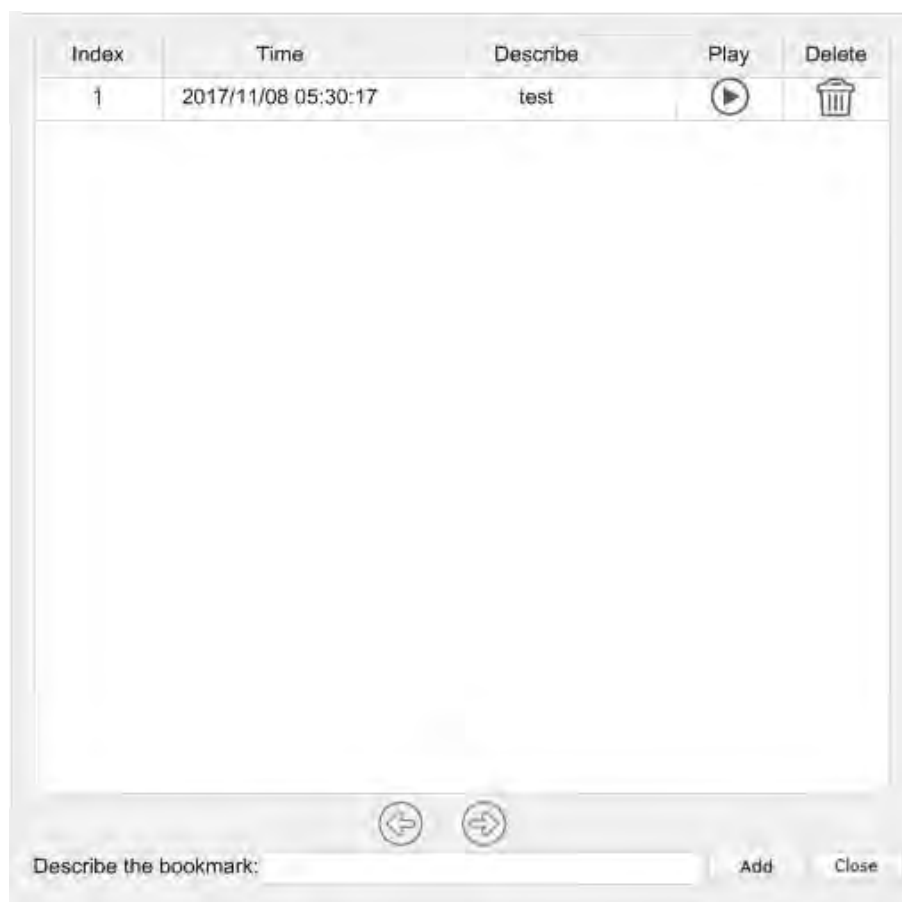 Index Time Describe Play Delete
1 2017/11/08 05:30:17 test
Describe the bookmark: Add Close